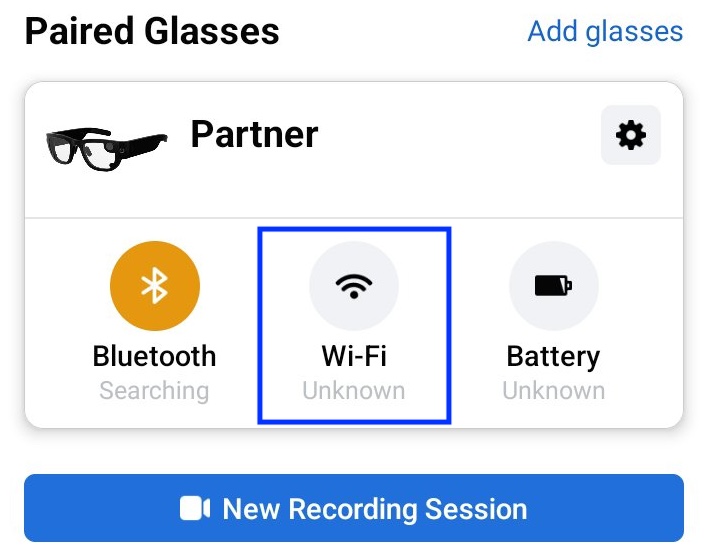 Paired Glasses
Add glasses
Partner
Bluetooth
Searching
Wi-Fi
Unknown
Battery
Unknown
New Recording Session